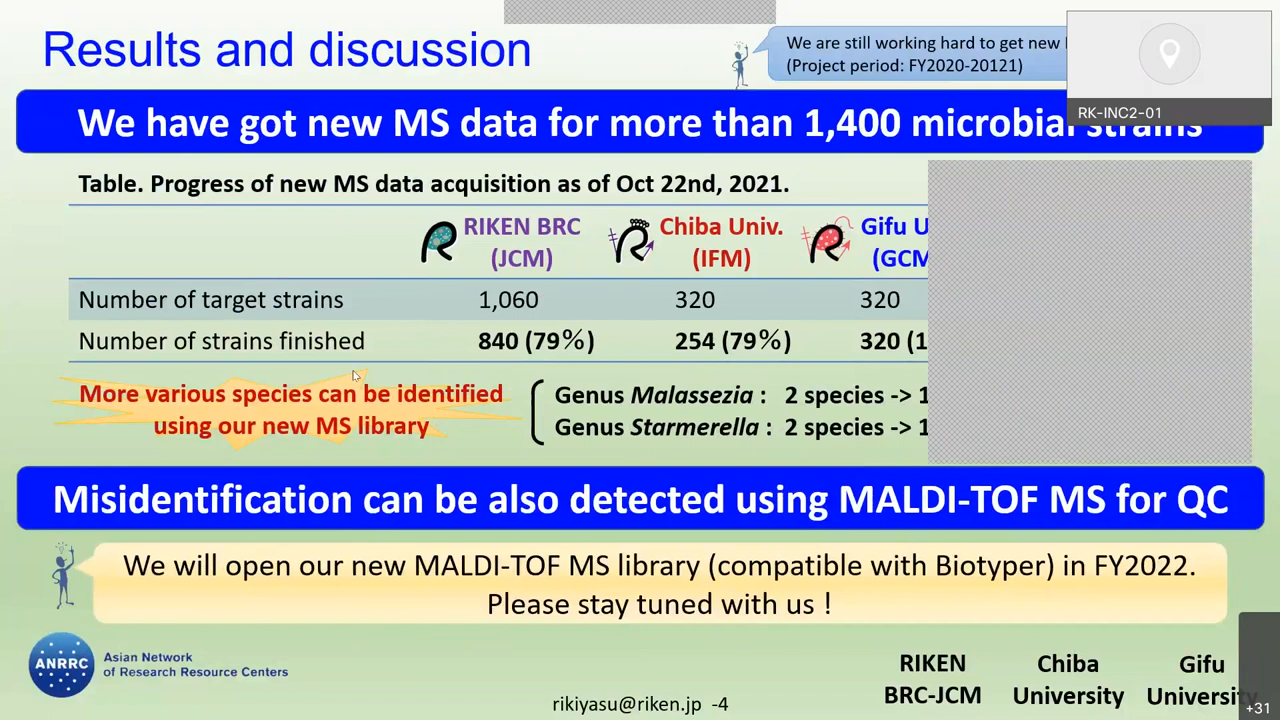 Results and discussion
We are still working hard to get new
(Project period: FY2020-20121)
RK-INC2-01
We have got new MS data for more than 1,400 microbial strains
Table. Progress of new MS data acquisition as of Oct 22nd, 2021.
RIKEN BRC Chiba Univ. Gifu U
(JCM) (IFM) (GCM
Number of target strains 1,060 320 320
Number of strains finished 840 (79%) 254 (79%) 320 (1
More various species can be identified
using our new MS library
Genus Malassezia : 2 species -> 1
Genus Starmerella : 2 species -> 1
Misidentification can be also detected using MALDI-TOF MS for QC
We will open our new MALDI-TOF MS library (compatible with Biotyper) in FY2022.
Please stay tuned with us !
ANRRC
Asian Network
of Research Resource Centers
rikiyasu@riken.jp -4
RIKEN Chiba Gifu
BRC-JCM University University
+31